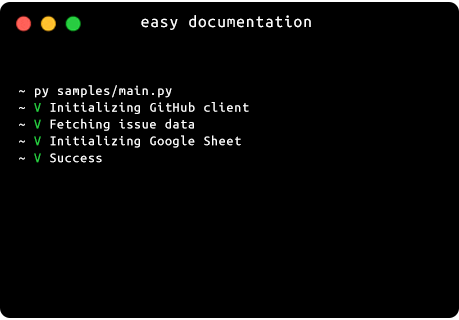 easy documentation
~ py samples/main.py
~ V Initializing GitHub client
~ V Fetching issue data
~ V Initializing Google Sheet
~ V Success